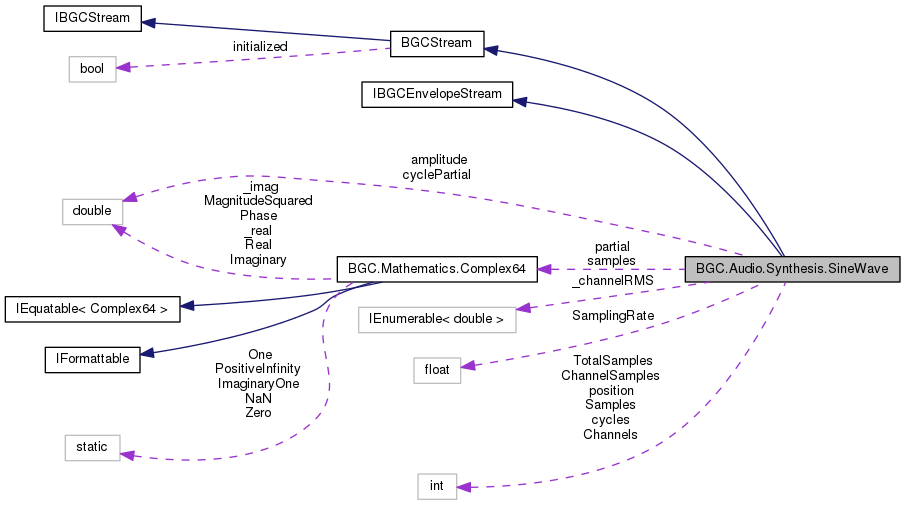 IBGCStream
BGCStream
initialized
bool
IBGCEnvelopeStream
amplitude
cyclePartial
_imag
MagnitudeSquared
Phase
_real
Real
Imaginary
double
partial
samples
BGC.Mathematics.Complex64
BGC.Audio.Synthesis.SineWave
_channelRMS
IEquatable< Complex64 >
IEnumerable< double >
SamplingRate
IFormattable
One
PositiveInfinity
ImaginaryOne
NaN
Zero
float
TotalSamples
ChannelSamples
position
Samples
cycles
Channels
static
int